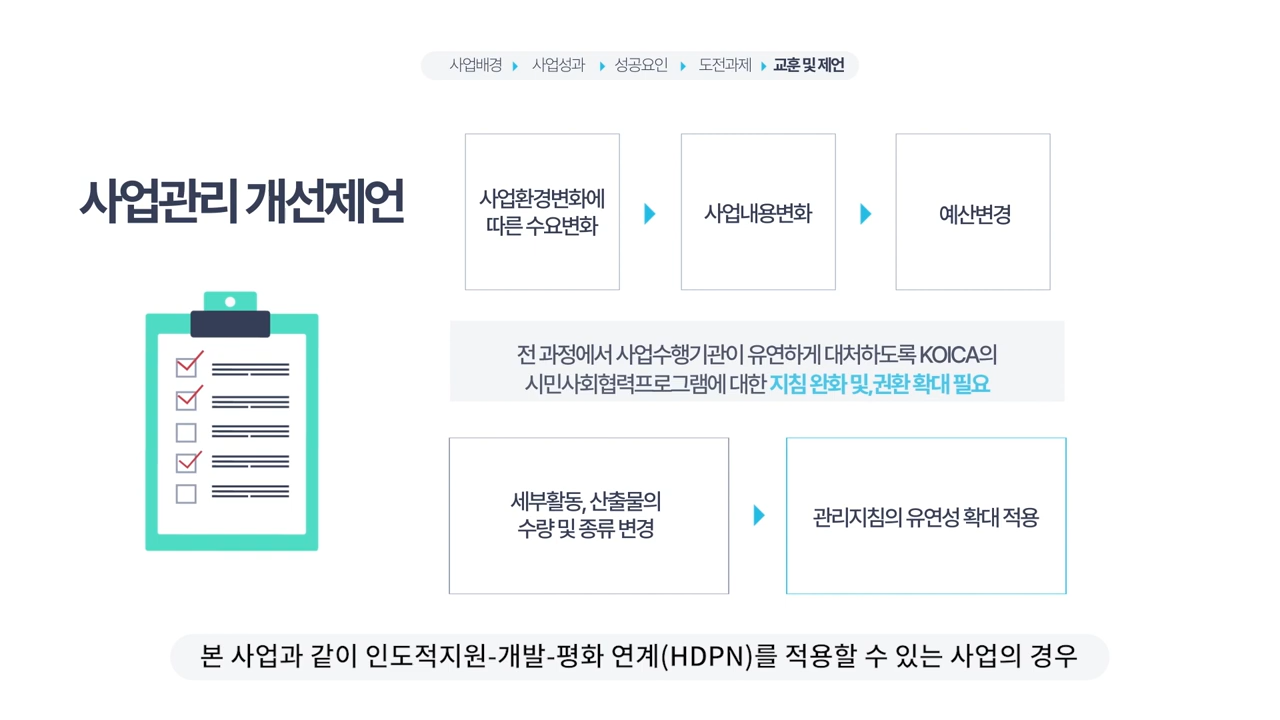 사업배경 사업성과 성공요인 도전과제 교훈 및 제언
사업관리 개선제언
사업환경변화에
따른 수요변화
사업내용변화
예산변경
전 과정에서 사업수행기관이 유연하게 대처하도록 KOICA의
시민사회협력프로그램에 대한 지침 완화 및,권환 확대 필요
세부활동, 산출물의
수량 및 종류 변경
관리지침의 유연성 확대 적용
본 사업과 같이 인도적지원-개발-평화 연계(HDPN)를 적용할 수 있는 사업의 경우